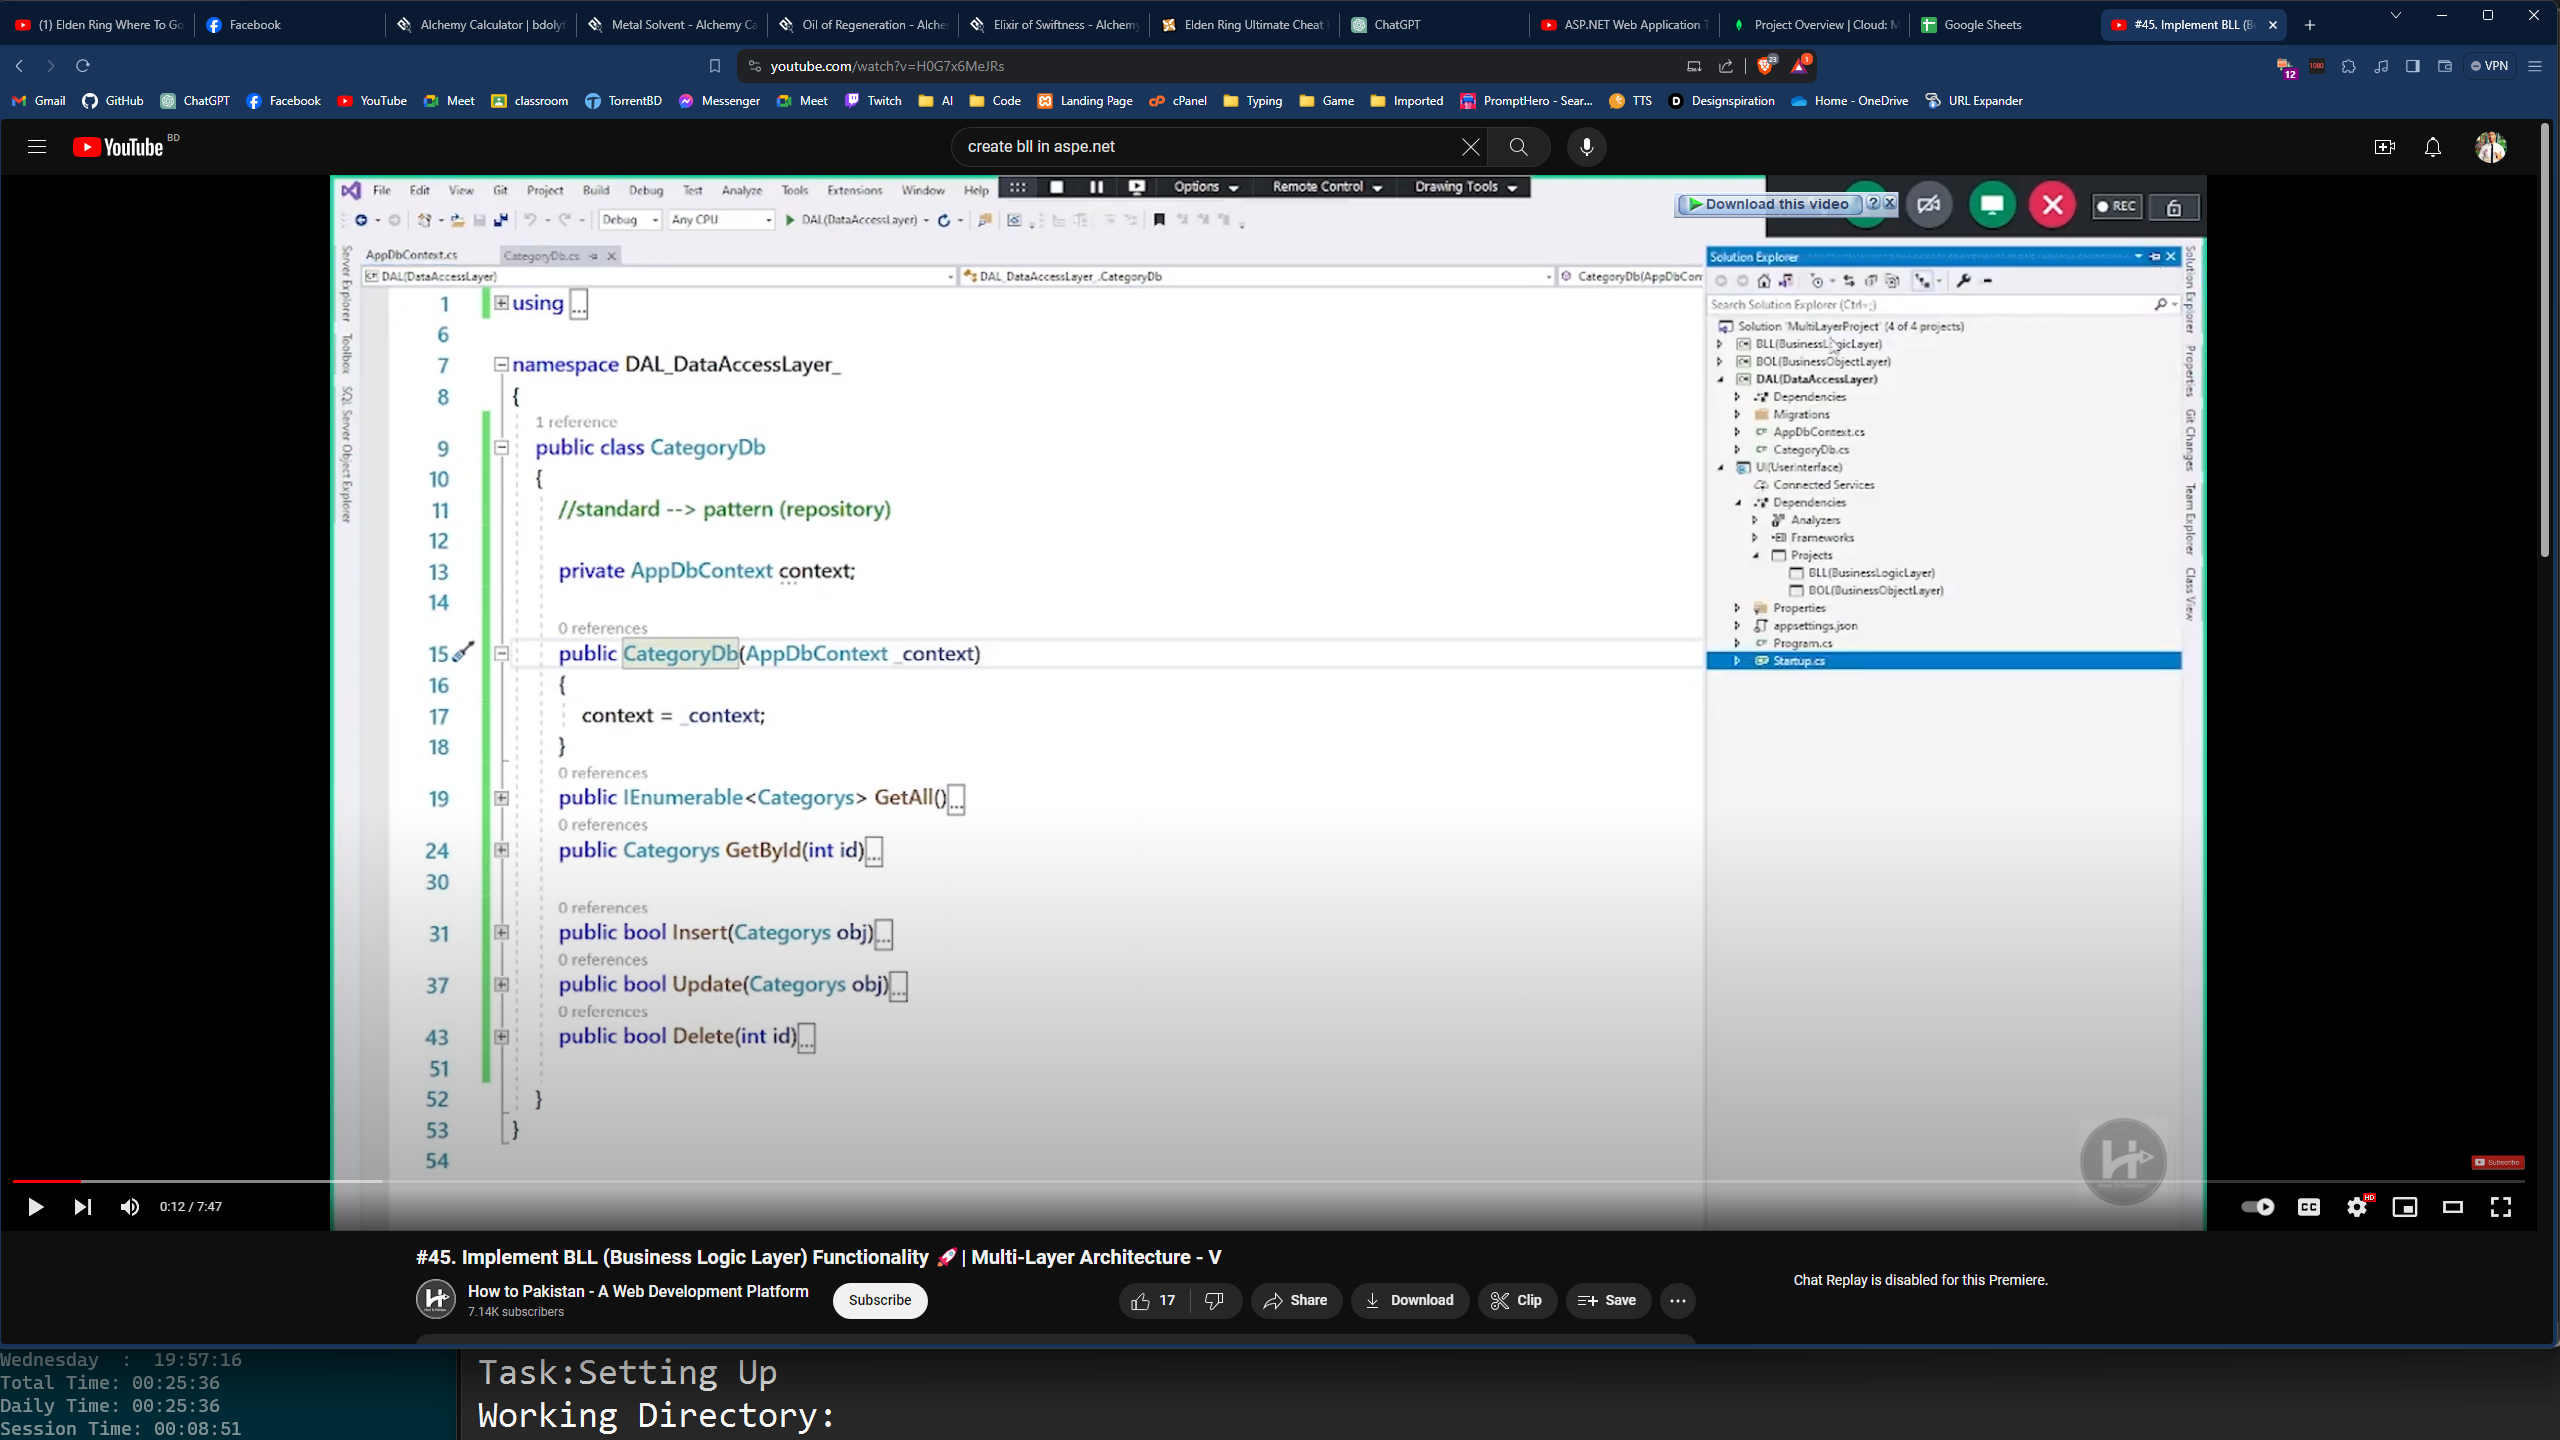 (1) Elden Ring Where To Go
Facebook
Alchemy Calculator | bdolyt
Metal Solvent - Alchemy Ca
Oil of Regeneration - Alche
Elixir of Swiftness - Alchemy
Elden Ring Ultimate Cheat
ChatGPT
ASP.NET Web Application T
Project Overview | Cloud: M
Google Sheets
#45. Implement BLL (B
youtube.com/watch?v=H0G7x6MeJRs
23
1
12
1080
VPN
Gmail GitHub ChatGPT Facebook YouTube Meet classroom TorrentBD Messenger Meet Twitch AI Code Landing Page cPanel Typing Game Imported PromptHero - Sear... TTS Designspiration Home - OneDrive URL Expander
YouTube BD
create bll in aspe.net
File Edit View Git Project Build Debug Test Analyze Tools Extensions Window Help
Options Remote Control Drawing Tools
Download this video
REC
Debug Any CPU DAL(DataAccessLayer)
AppDbContext.cs CategoryDb.cs
DAL(DataAccessLayer) DAL_DataAccessLayer_.CategoryDb CategoryDb(AppDbCon
Server Explorer
Toolbox
SQL Server Object Explorer
1 using ...
6
7 namespace DAL_DataAccessLayer_
8 {
1 reference
9 public class CategoryDb
10 {
11 //standard --> pattern (repository)
12
13 private AppDbContext context;
14
0 references
15 public CategoryDb(AppDbContext _context)
16 {
17 context = _context;
18 }
0 references
19 public IEnumerable<Categorys> GetAll()...
0 references
24 public Categorys GetById(int id)...
30
0 references
31 public bool Insert(Categorys obj)...
0 references
37 public bool Update(Categorys obj)...
0 references
43 public bool Delete(int id)...
51
52 }
53 }
54
Solution Explorer
Search Solution Explorer (Ctrl+;)
Solution 'MultiLayerProject' (4 of 4 projects)
BLL(BusinessLogicLayer)
BOL(BusinessObjectLayer)
DAL(DataAccessLayer)
Dependencies
Migrations
AppDbContext.cs
CategoryDb.cs
UI(UserInterface)
Connected Services
Dependencies
Analyzers
Frameworks
Projects
BLL(BusinessLogicLayer)
BOL(BusinessObjectLayer)
Properties
appsettings.json
Program.cs
Startup.cs
Solution Explorer
Properties
Git Changes
Team Explorer
Class View
Subscribe
0:12 / 7:47
CC
HD
#45. Implement BLL (Business Logic Layer) Functionality 🚀 | Multi-Layer Architecture - V
How to Pakistan - A Web Development Platform
7.14K subscribers
Subscribe
17
Share
Download
Clip
Save
Chat Replay is disabled for this Premiere.
Wednesday : 19:57:16
Total Time: 00:25:36
Daily Time: 00:25:36
Session Time: 00:08:51
Task:Setting Up
Working Directory: